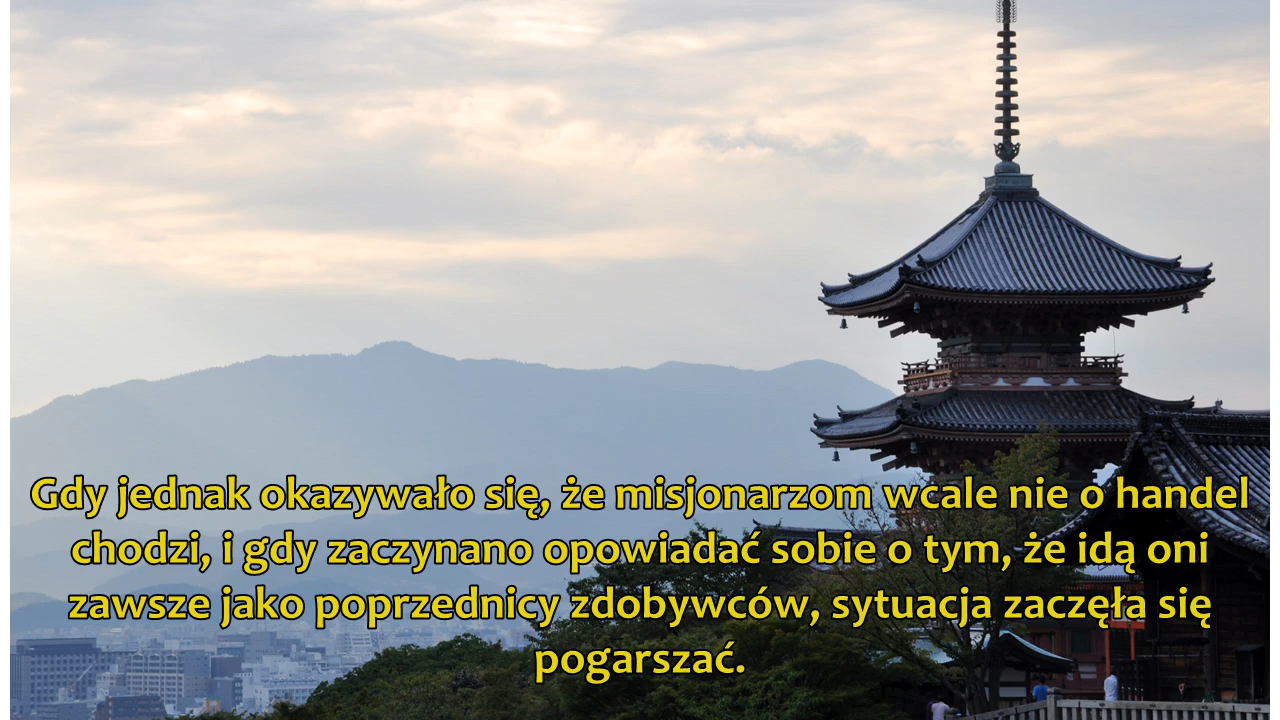 Gdy jednak okazywało się, że misjonarzom wcale nie o handel
chodzi, i gdy zaczynano opowiadać sobie o tym, że idą oni
zawsze jako poprzednicy zdobywców, sytuacja zaczęła się
pogarszać.